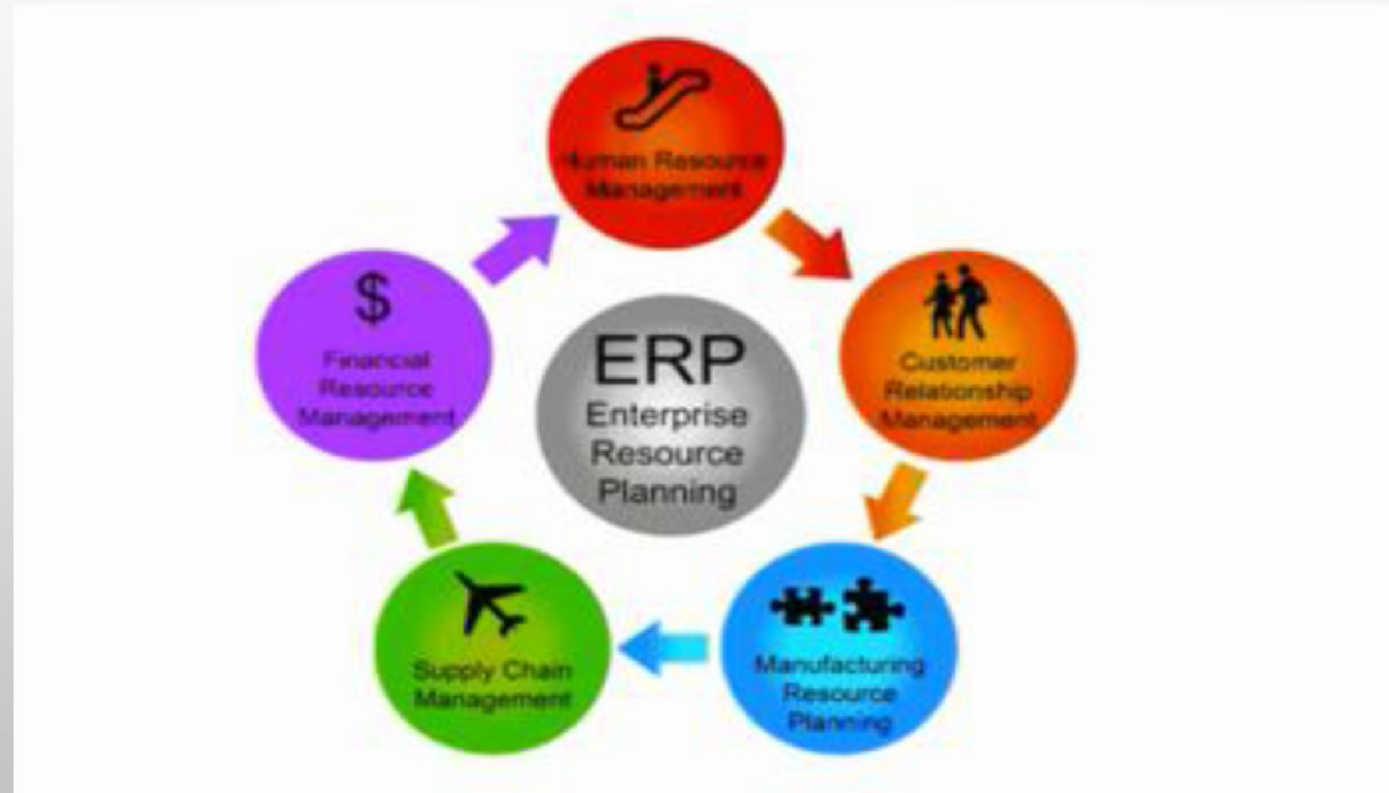 Human Resource
Management
$
Financial
Resource
Management
ERP
Enterprise
Resource
Planning
Customer
Relationship
Management
Supply Chain
Management
Manufacturing
Resource
Planning